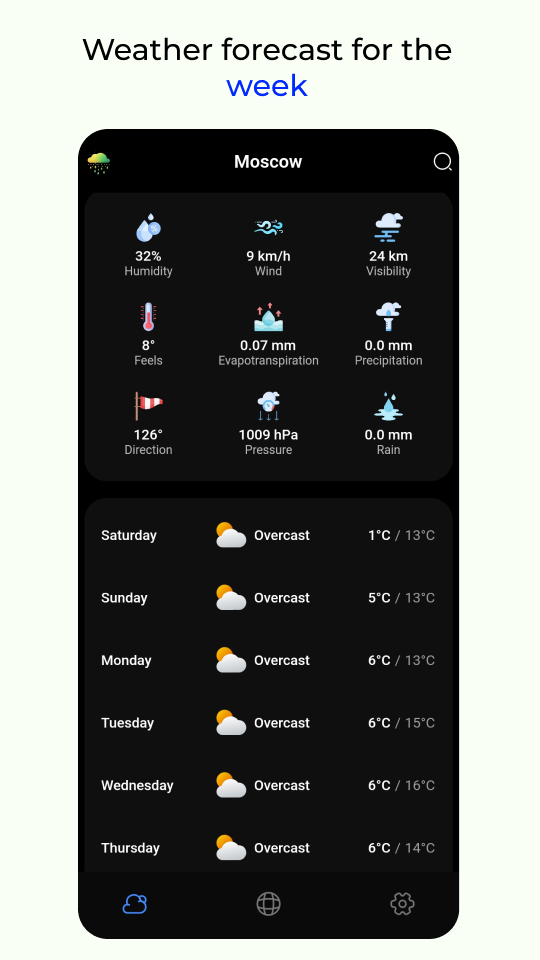 Weather forecast for the
week
Moscow
32% 9 km/h 24 km
Humidity Wind Visibility
8° 0.07 mm 0.0 mm
Feels Evapotranspiration Precipitation
126° 1009 hPa 0.0 mm
Direction Pressure Rain
Saturday Overcast 1°C / 13°C
Sunday Overcast 5°C / 13°C
Monday Overcast 6°C / 13°C
Tuesday Overcast 6°C / 15°C
Wednesday Overcast 6°C / 16°C
Thursday Overcast 6°C / 14°C